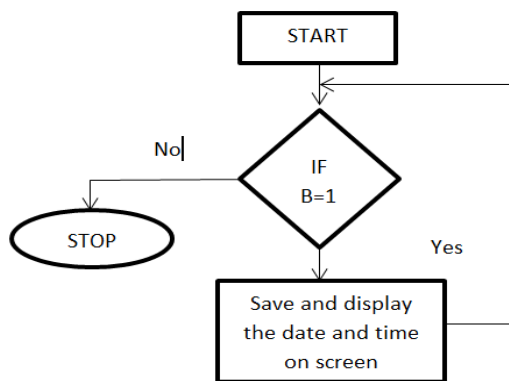 START
No
IF
B=1
STOP
Yes
Save and display
the date and time
on screen